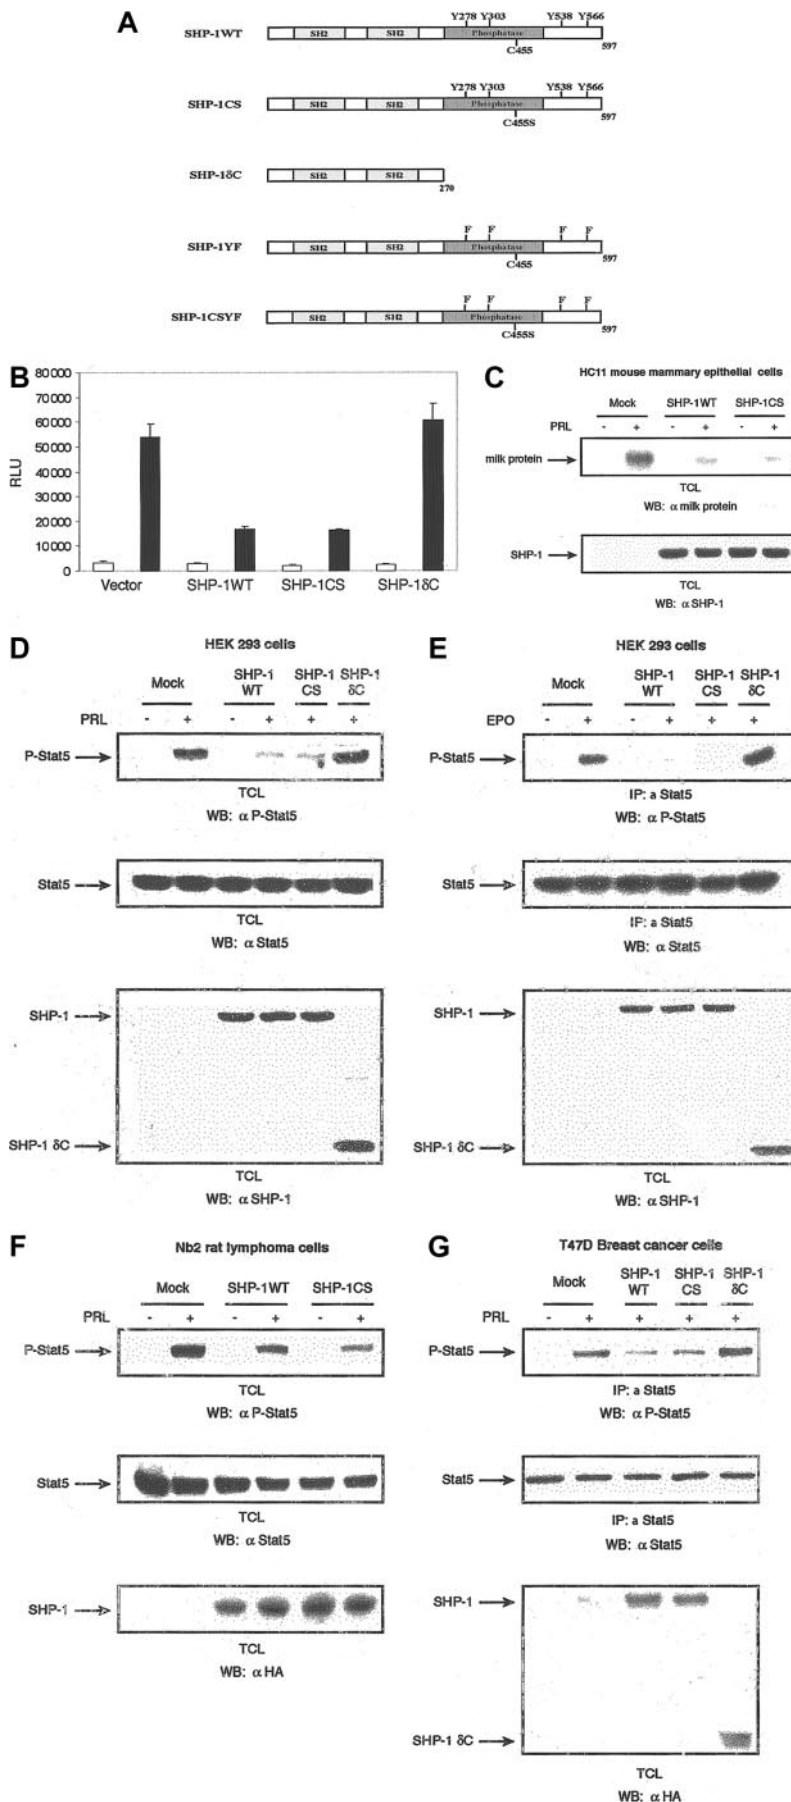 A
SHP-1WT
Y278 Y303 Y538 Y566
SH2 SH2 Phosphatase
C455 597
SHP-1CS
Y278 Y303 Y538 Y566
SH2 SH2 Phosphatase
C455S 597
SHP-1δC
SH2 SH2
270
SHP-1YF
F F F F
SH2 SH2 Phosphatase
C455 597
SHP-1CSYF
F F F F
SH2 SH2 Phosphatase
C455S 597
B
RLU
80000
70000
60000
50000
40000
30000
20000
10000
0
Vector SHP-1WT SHP-1CS SHP-1δC
C
HC11 mouse mammary epithelial cells
Mock SHP-1WT SHP-1CS
PRL - + - + - +
milk protein
TCL
WB: α milk protein
SHP-1
TCL
WB: α SHP-1
D
HEK 293 cells
Mock SHP-1 WT SHP-1 CS SHP-1 δC
PRL - + - + + +
P-Stat5
TCL
WB: α P-Stat5
Stat5
TCL
WB: α Stat5
SHP-1
SHP-1 δC
TCL
WB: α SHP-1
E
HEK 293 cells
Mock SHP-1 WT SHP-1 CS SHP-1 δC
EPO - + - + + +
P-Stat5
IP: a Stat5
WB: α P-Stat5
Stat5
IP: a Stat5
WB: α Stat5
SHP-1
SHP-1 δC
TCL
WB: α SHP-1
F
Nb2 rat lymphoma cells
Mock SHP-1WT SHP-1CS
PRL - + - + - +
P-Stat5
TCL
WB: α P-Stat5
Stat5
TCL
WB: α Stat5
SHP-1
TCL
WB: α HA
G
T47D Breast cancer cells
Mock SHP-1 WT SHP-1 CS SHP-1 δC
PRL - + + + +
P-Stat5
IP: a Stat5
WB: α P-Stat5
Stat5
IP: a Stat5
WB: α Stat5
SHP-1
SHP-1 δC
TCL
WB: α HA